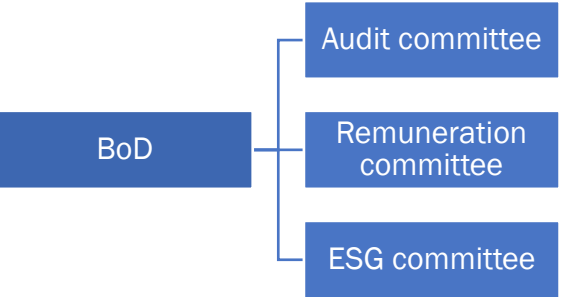 BoD
Audit committee
Remuneration
committee
ESG committee